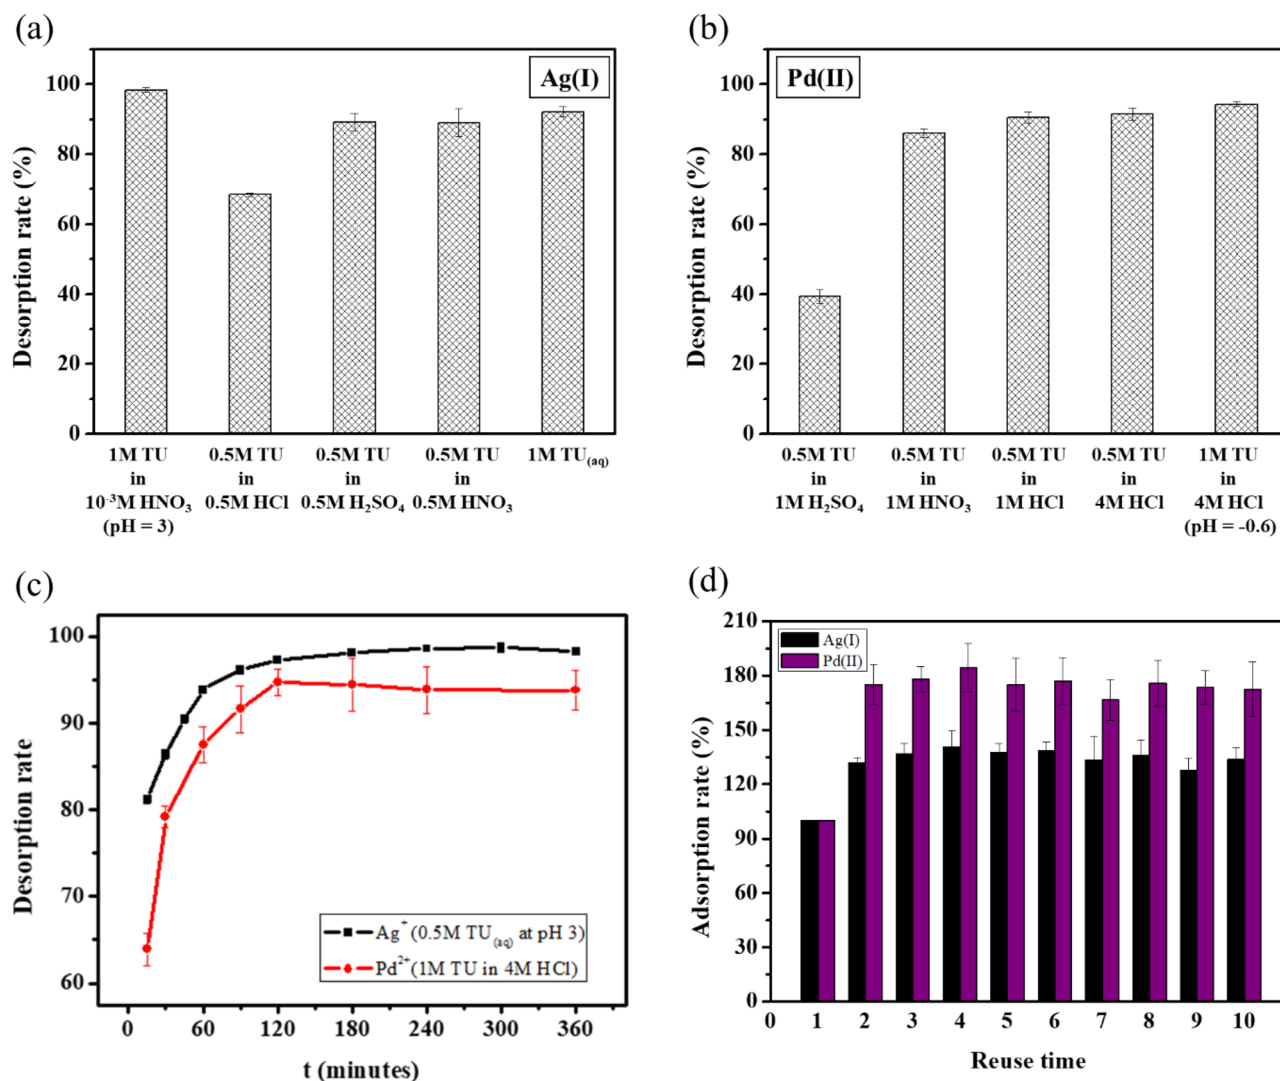 (a)
Ag(I)
Desorption rate (%)
100
80
60
40
20
0
1M TU
in
10⁻³M HNO₃
(pH = 3)
0.5M TU
in
0.5M HCl
0.5M TU
in
0.5M H₂SO₄
0.5M TU
in
0.5M HNO₃
1M TU₍aq₎
(b)
Pd(II)
Desorption rate (%)
100
80
60
40
20
0
0.5M TU
in
1M H₂SO₄
0.5M TU
in
1M HNO₃
0.5M TU
in
1M HCl
0.5M TU
in
4M HCl
1M TU
in
4M HCl
(pH = -0.6)
(c)
Desorption rate
100
90
80
70
60
Ag⁺ (0.5M TU₍aq₎ at pH 3)
Pd²⁺(1M TU in 4M HCl)
0 60 120 180 240 300 360
t (minutes)
(d)
Adsorption rate (%)
210
180
150
120
90
60
30
0
Ag(I)
Pd(II)
0 1 2 3 4 5 6 7 8 9 10
Reuse time